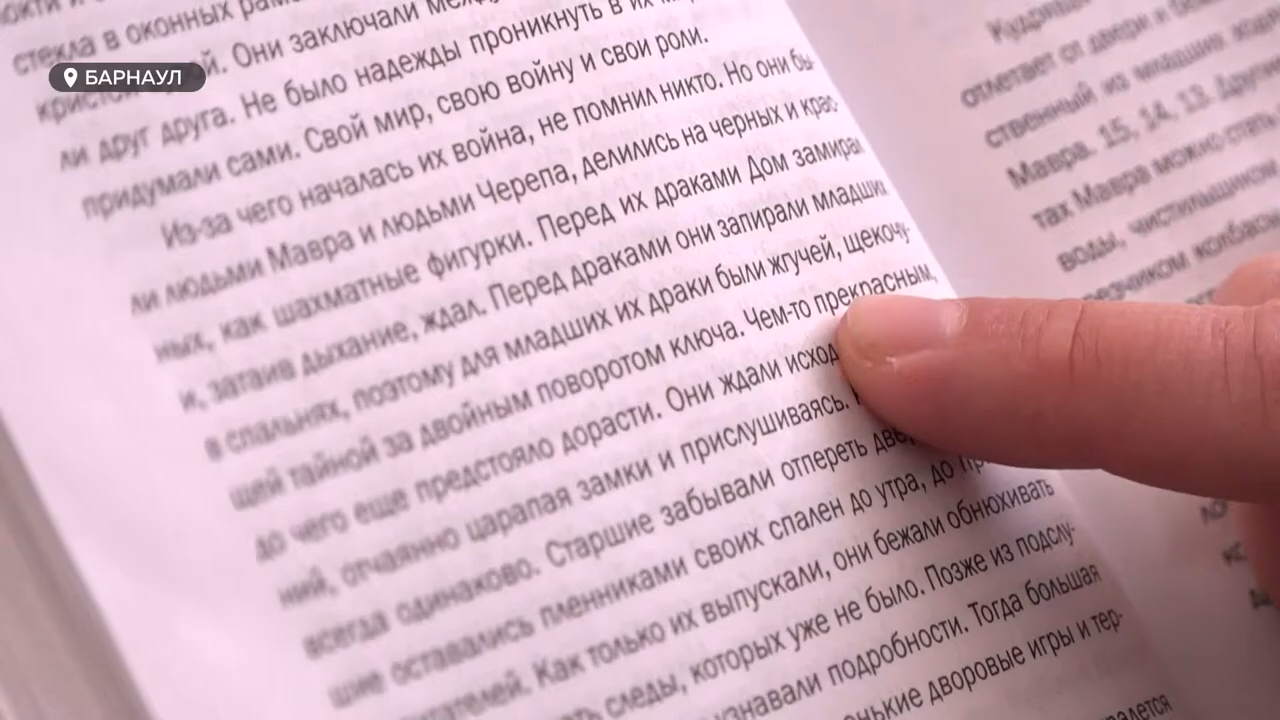 БАРНАУЛ
стекла в оконных рам
Они заключали
ли друг друга. Не было надежды проникнуть в их
придумали сами. Свой мир, свою войну и свои роли.
Из-за чего началась их война, не помнил никто. Но они бы-
ли людьми Мавра и людьми Черепа, делились на черных и крас-
ных, как шахматные фигурки. Перед их драками Дом замирал
и, затаив дыхание, ждал. Перед драками они запирали младших
в спальнях, поэтому для младших их драки были жгучей, щекочу-
щей тайной за двойным поворотом ключа. Чем-то прекрасным,
до чего еще предстояло дорасти. Они ждали исход
ний, отчаянно царапая замки и прислушиваясь.
всегда одинаково. Старшие забывали отпереть две
шие оставались пленниками своих спален до утра, до
питателей. Как только их выпускали, они бежали обнюхивать
следы, которых уже не было. Позже из подслу-
узнавали подробности. Тогда большая
дворовые игры и тер-
отлетает от двери и
ственный из младших
Мавра. 15, 14, 13. Другие
тах Мавра можно стать
воды, чистильщиком
колбасы